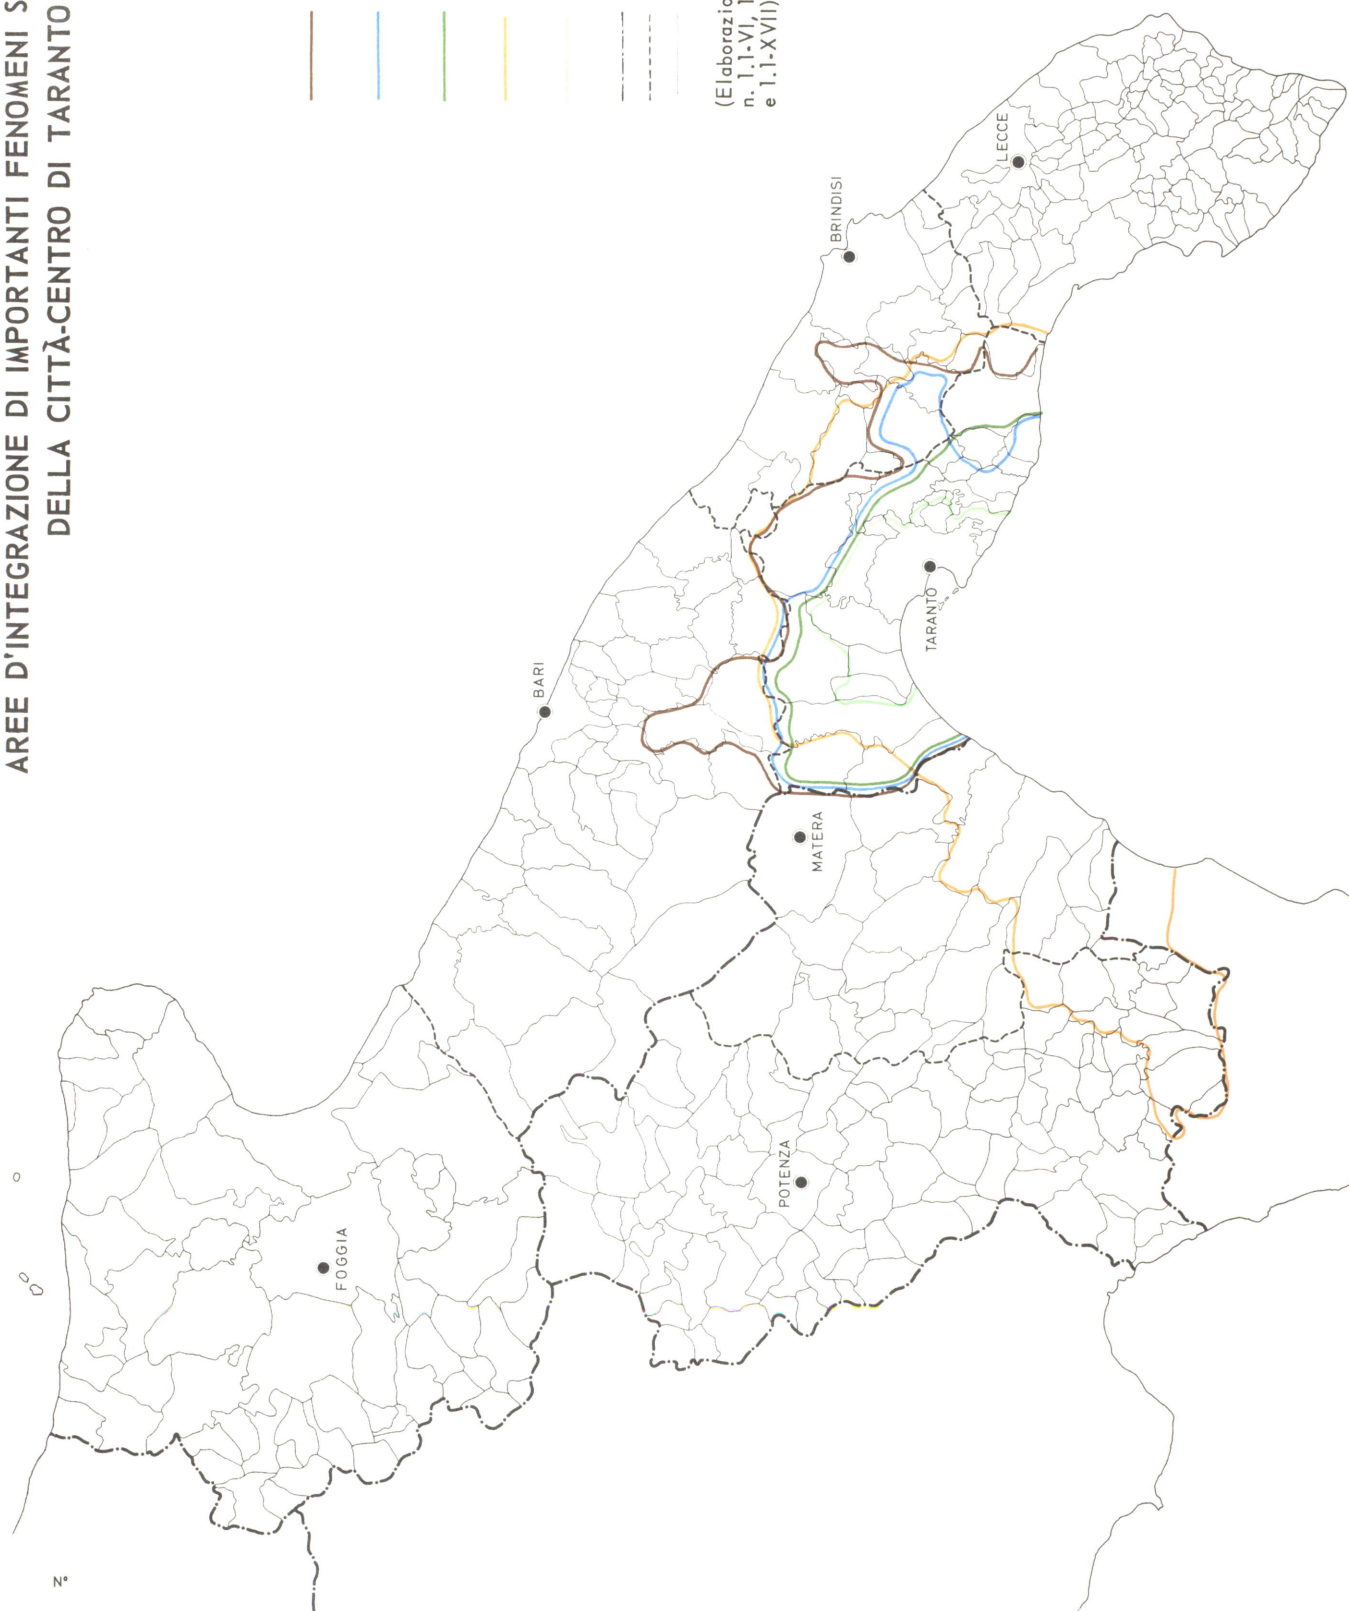 AREE D'INTEGRAZIONE DI IMPORTANTI FENOMENI S
DELLA CITTÀ-CENTRO DI TARANTO
(Elaborazio
n. 1.1-VI, 1
e 1.1-XVII)
LECCE
BRINDISI
TARANTO
BARI
MATERA
POTENZA
FOGGIA
N°